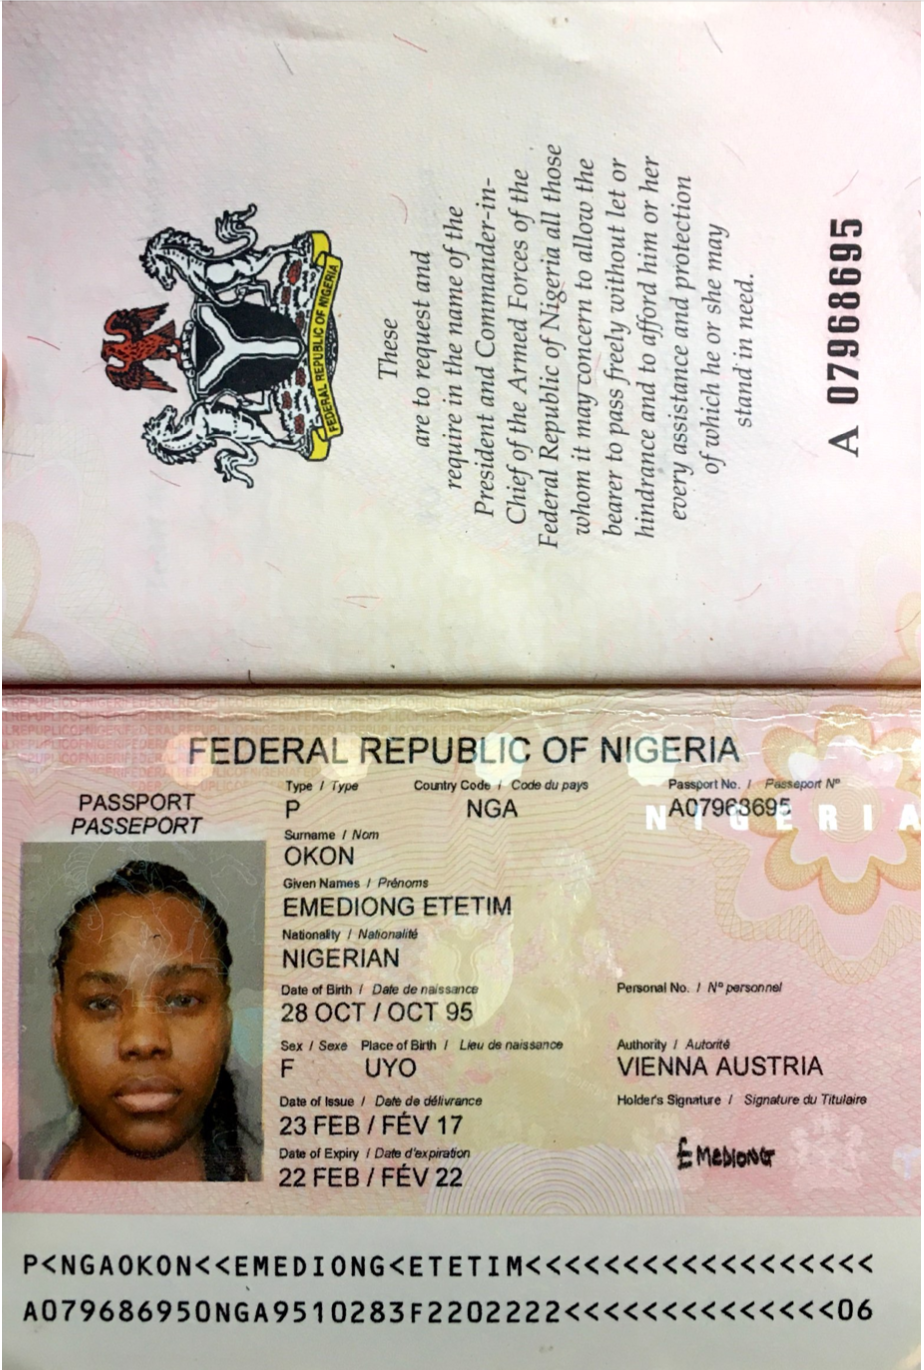 FEDERAL REPUBLIC OF NIGERIA
These
are to request and
require in the name of the
President and Commander-in-
Chief of the Armed Forces of the
Federal Republic of Nigeria all those
whom it may concern to allow the
bearer to pass freely without let or
hindrance and to afford him or her
every assistance and protection
of which he or she may
stand in need.
A 07968695
FEDERAL REPUBLIC OF NIGERIA
PASSPORT
PASSEPORT
Type / Type Country Code / Code du pays Passport No. / Passeport Nº
P NGA A07968695
NIGERIA
Surname / Nom
OKON
Given Names / Prénoms
EMEDIONG ETETIM
Nationality / Nationalité
NIGERIAN
Date of Birth / Date de naissance Personal No. / Nº personnel
28 OCT / OCT 95
Sex / Sexe Place of Birth / Lieu de naissance Authority / Autorité
F UYO VIENNA AUSTRIA
Date of Issue / Date de délivrance Holder's Signature / Signature du Titulaire
23 FEB / FÉV 17
Date of Expiry / Date d'expiration
22 FEB / FÉV 22
EMEDIONG
P<NGAOKON<<EMEDIONG<ETETIM<<<<<<<<<<<<<<<<<<
A079686950NGA9510283F2202222<<<<<<<<<<<<<<06